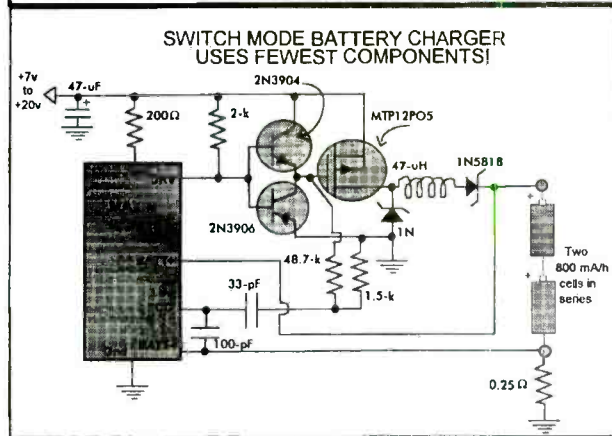 SWITCH MODE BATTERY CHARGER
USES FEWEST COMPONENTS!
+7v
to
+20v
47-uF
+
200Ω
2-k
2N3904
MTP12PO5
47-uH
1N5818
DRV
2N3906
1N
48.7-k
1.5-k
33-pF
100-pF
+
+
Two
800 mA/h
cells in
series
0.25 Ω